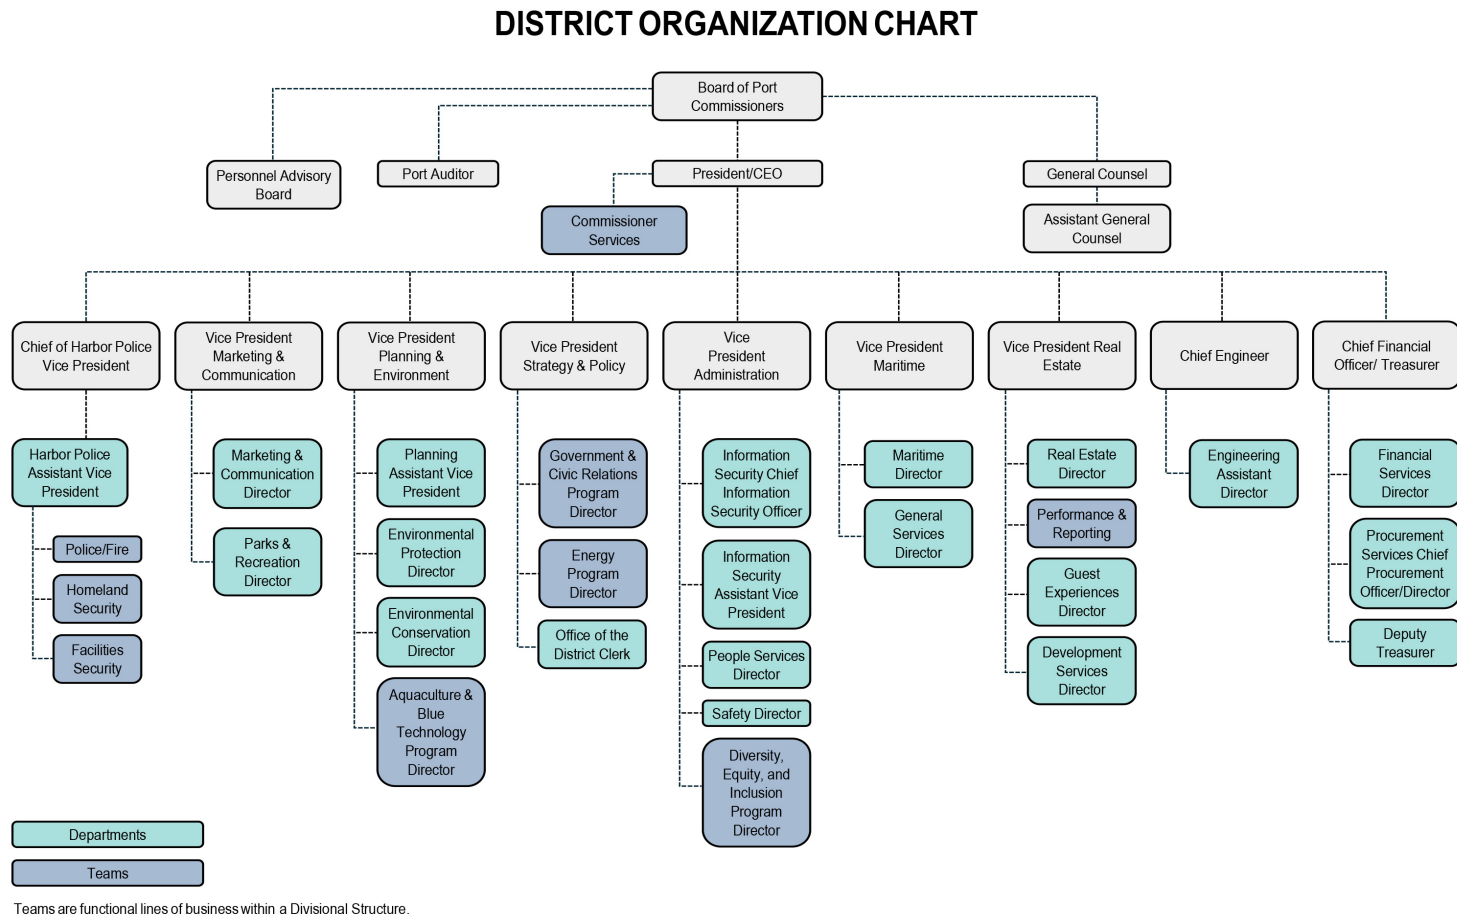 DISTRICT ORGANIZATION CHART
Board of Port
Commissioners
Personnel Advisory
Board
Port Auditor
President/CEO
General Counsel
Commissioner
Services
Assistant General
Counsel
Chief of Harbor Police
Vice President
Vice President
Marketing &
Communication
Vice President
Planning &
Environment
Vice President
Strategy & Policy
Vice
President
Administration
Vice President
Maritime
Vice President Real
Estate
Chief Engineer
Chief Financial
Officer/ Treasurer
Harbor Police
Assistant Vice
President
Police/Fire
Homeland
Security
Facilities
Security
Marketing &
Communication
Director
Parks &
Recreation
Director
Planning
Assistant Vice
President
Environmental
Protection
Director
Environmental
Conservation
Director
Aquaculture &
Blue
Technology
Program
Director
Government &
Civic Relations
Program
Director
Energy
Program
Director
Office of the
District Clerk
Information
Security Chief
Information
Security Officer
Information
Security
Assistant Vice
President
People Services
Director
Safety Director
Diversity,
Equity, and
Inclusion
Program
Director
Maritime
Director
General
Services
Director
Real Estate
Director
Performance &
Reporting
Guest
Experiences
Director
Development
Services
Director
Engineering
Assistant
Director
Financial
Services
Director
Procurement
Services Chief
Procurement
Officer/Director
Deputy
Treasurer
Departments
Teams
Teams are functional lines of business within a Divisional Structure.